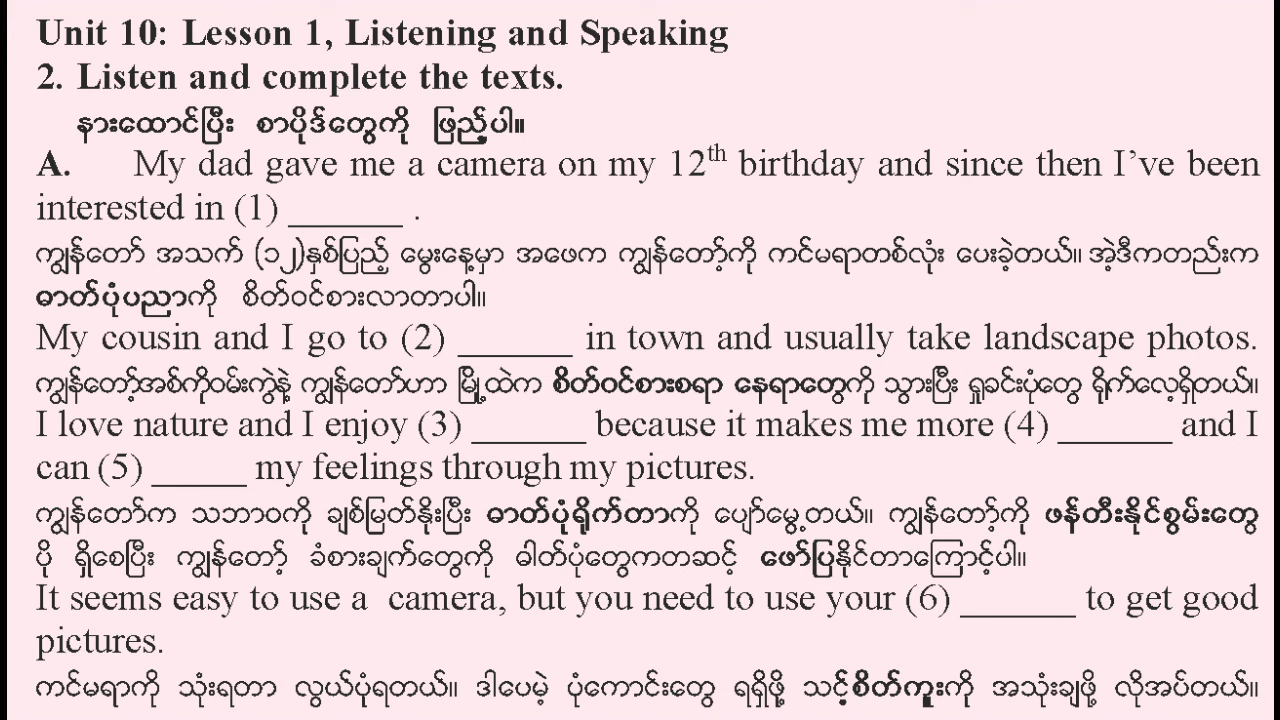 Unit 10: Lesson 1, Listening and Speaking
2. Listen and complete the texts.
နားထောင်ပြီး စာပိုဒ်တွေကို ဖြည့်ပါ။
A. My dad gave me a camera on my 12th birthday and since then I’ve been
interested in (1) ______ .
ကျွန်တော် အသက် (၁၂)နှစ်ပြည့် မွေးနေ့မှာ အဖေက ကျွန်တော့်ကို ကင်မရာတစ်လုံး ပေးခဲ့တယ်။ အဲ့ဒီကတည်းက
ဓာတ်ပုံပညာကို စိတ်ဝင်စားလာတာပါ။
My cousin and I go to (2) ______ in town and usually take landscape photos.
ကျွန်တော့်အစ်ကိုဝမ်းကွဲနဲ့ ကျွန်တော်ဟာ မြို့ထဲက စိတ်ဝင်စားစရာ နေရာတွေကို သွားပြီး ရှုခင်းပုံတွေ ရိုက်လေ့ရှိတယ်။
I love nature and I enjoy (3) ______ because it makes me more (4) ______ and I
can (5) _____ my feelings through my pictures.
ကျွန်တော်က သဘာဝကို ချစ်မြတ်နိုးပြီး ဓာတ်ပုံရိုက်တာကို ပျော်မွေ့တယ်။ ကျွန်တော့်ကို ဖန်တီးနိုင်စွမ်းတွေ
ပို ရှိစေပြီး ကျွန်တော့် ခံစားချက်တွေကို ဓါတ်ပုံတွေကတဆင့် ဖော်ပြနိုင်တာကြောင့်ပါ။
It seems easy to use a camera, but you need to use your (6) ______ to get good
pictures.
ကင်မရာကို သုံးရတာ လွယ်ပုံရတယ်။ ဒါပေမဲ့ ပုံကောင်းတွေ ရရှိဖို့ သင့်စိတ်ကူးကို အသုံးချဖို့ လိုအပ်တယ်။